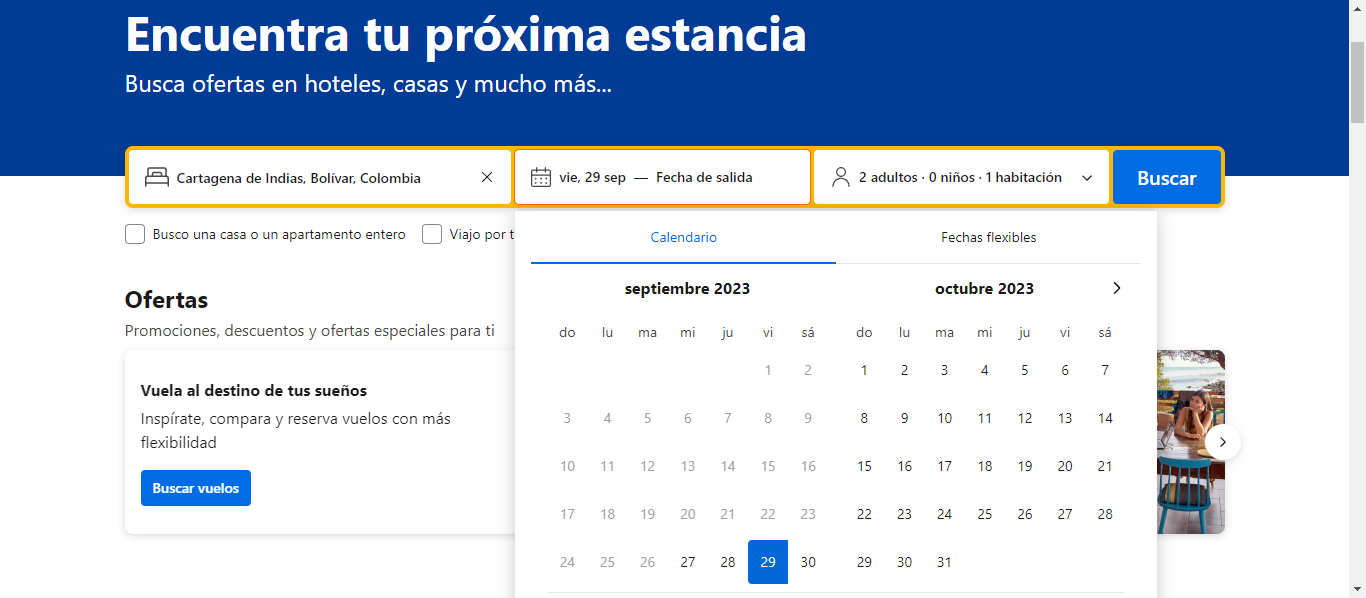 Encuentra tu próxima estancia
Busca ofertas en hoteles, casas y mucho más...
Cartagena de Indias, Bolívar, Colombia
vie, 29 sep — Fecha de salida
2 adultos · 0 niños · 1 habitación
Buscar
Busco una casa o un apartamento entero
Viajo por t
Calendario
Fechas flexibles
septiembre 2023
do lu ma mi ju vi sá
1 2
3 4 5 6 7 8 9
10 11 12 13 14 15 16
17 18 19 20 21 22 23
24 25 26 27 28 29 30
octubre 2023
do lu ma mi ju vi sá
1 2 3 4 5 6 7
8 9 10 11 12 13 14
15 16 17 18 19 20 21
22 23 24 25 26 27 28
29 30 31
Ofertas
Promociones, descuentos y ofertas especiales para ti
Vuela al destino de tus sueños
Inspírate, compara y reserva vuelos con más
flexibilidad
Buscar vuelos